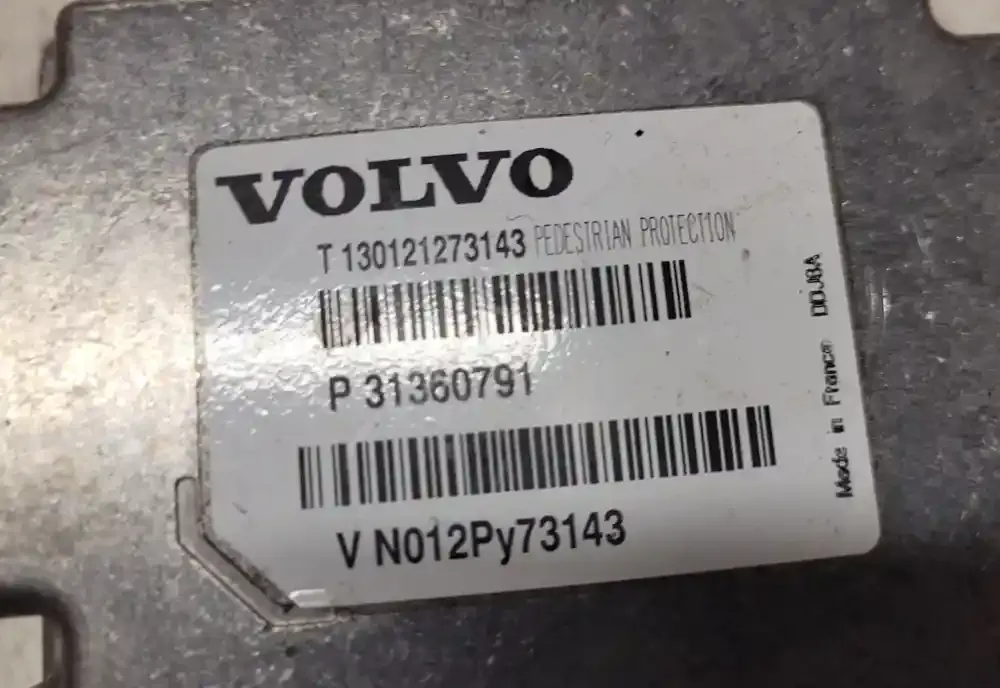 VOLVO
T 130121273143 PEDESTRIAN PROTECTION
P 31360791
V N012Py73143
Made in France DDJBA